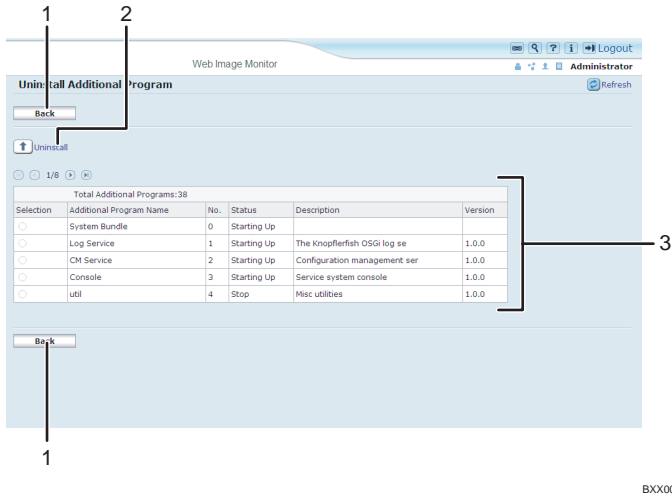 1 2
Logout
Web Image Monitor
Administrator
Uninstall Additional Program
Refresh
Back
Uninstall
1/8
Total Additional Programs:38
Selection Additional Program Name No. Status Description Version
System Bundle 0 Starting Up
Log Service 1 Starting Up The Knopflerfish OSGi log se 1.0.0
CM Service 2 Starting Up Configuration management ser 1.0.0
3
Console 3 Starting Up Service system console 1.0.0
util 4 Stop Misc utilities 1.0.0
Back
1